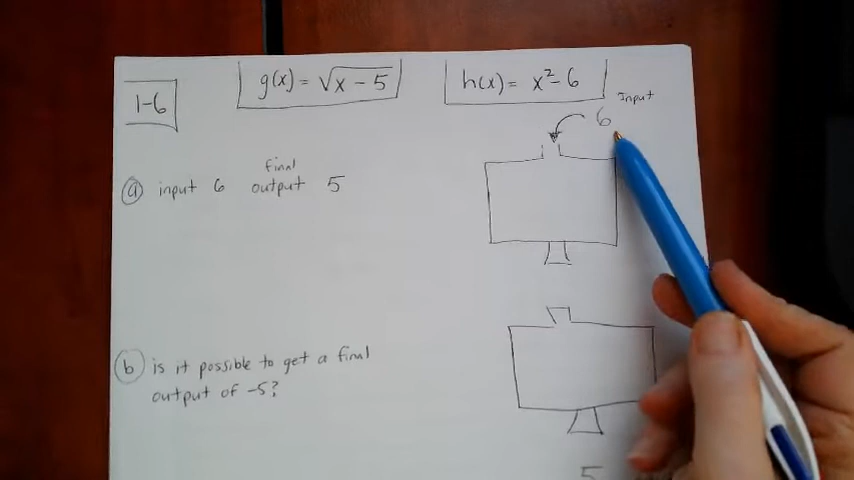 1-6
g(x) = √x - 5
h(x) = x² - 6
Input
6
ⓐ input 6 final output 5
ⓑ is it possible to get a final
output of -5?
5